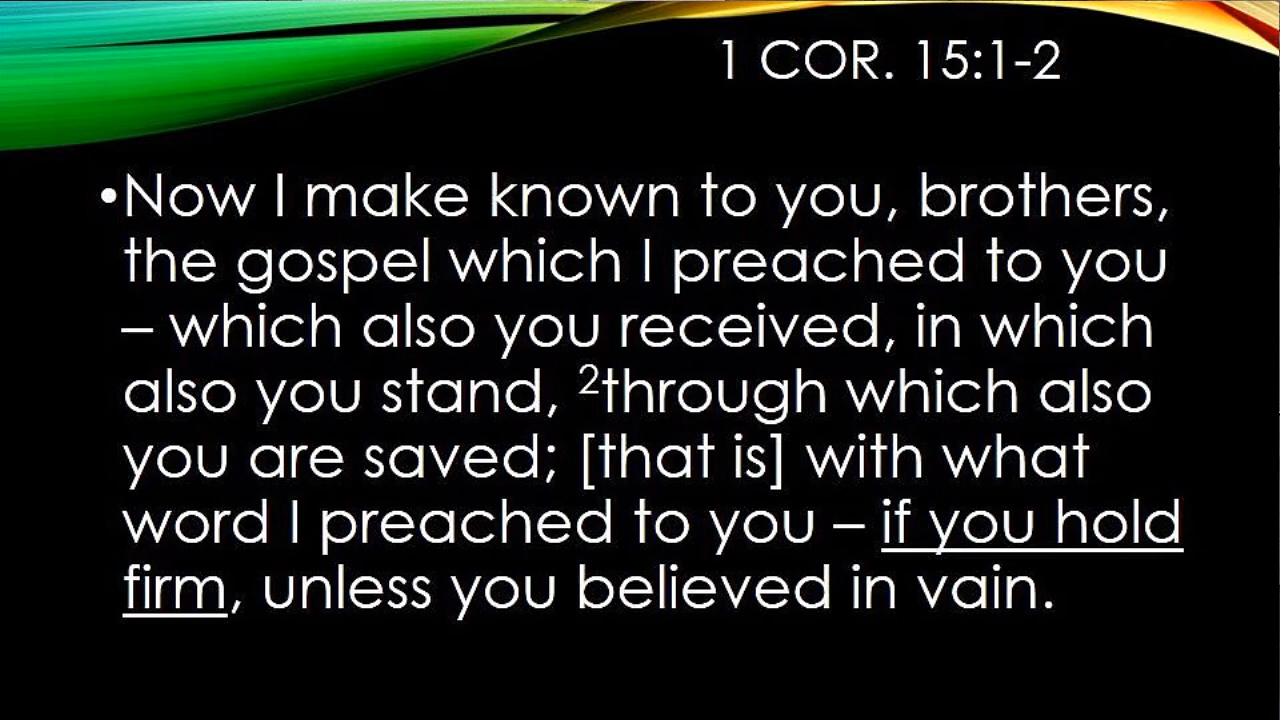 1 COR. 15:1-2
•Now I make known to you, brothers,
the gospel which I preached to you
– which also you received, in which
also you stand, ²through which also
you are saved; [that is] with what
word I preached to you – if you hold
firm, unless you believed in vain.